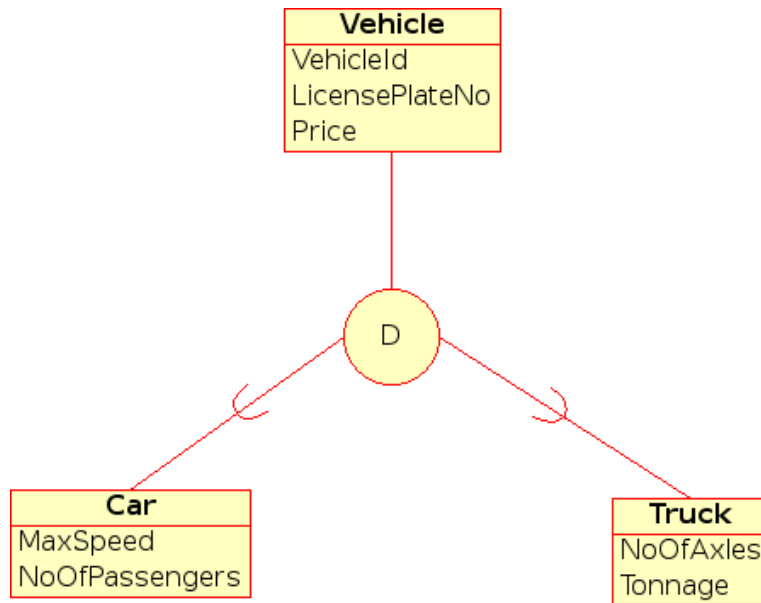 Vehicle
VehicleId
LicensePlateNo
Price
D
Car
MaxSpeed
NoOfPassengers
Truck
NoOfAxles
Tonnage